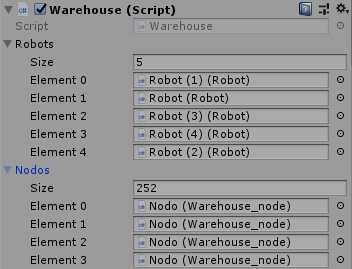 Warehouse (Script)
Script Warehouse
Robots
Size 5
Element 0 Robot (1) (Robot)
Element 1 Robot (Robot)
Element 2 Robot (3) (Robot)
Element 3 Robot (4) (Robot)
Element 4 Robot (2) (Robot)
Nodos
Size 252
Element 0 Nodo (Warehouse_node)
Element 1 Nodo (Warehouse_node)
Element 2 Nodo (Warehouse_node)
Element 3 Nodo (Warehouse_node)